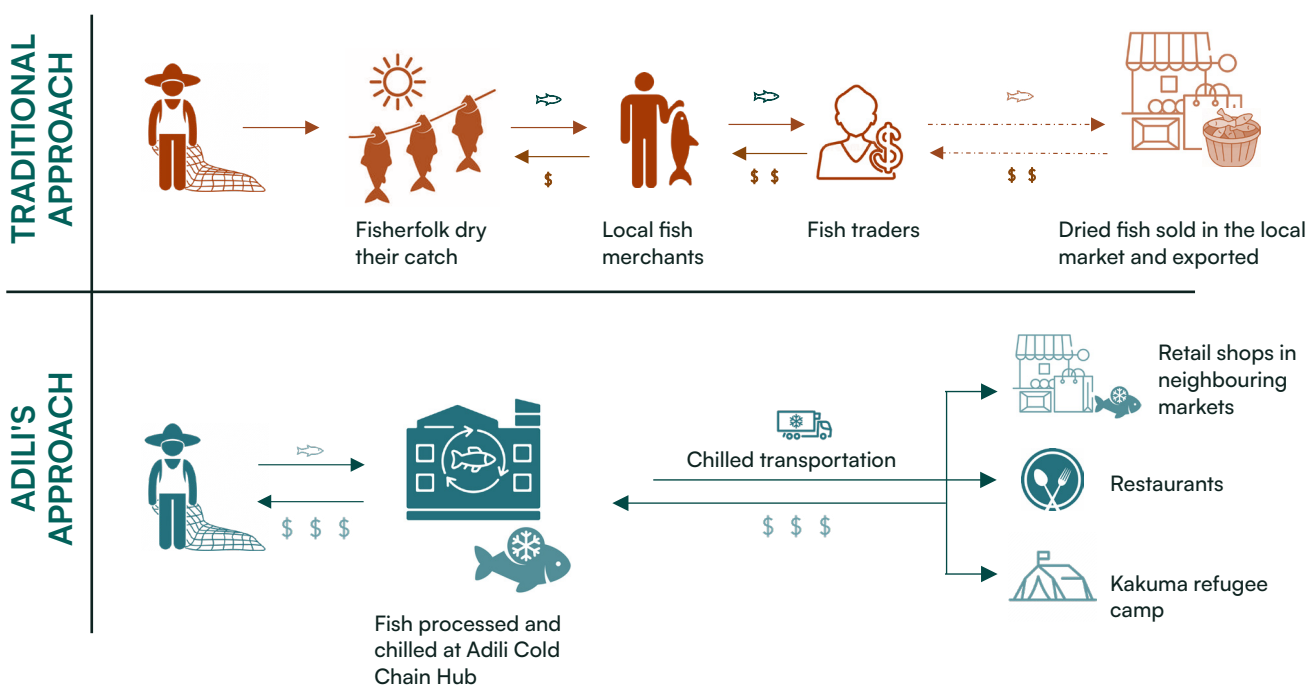 TRADITIONAL
APPROACH
$
$ $
$ $
Fisherfolk dry
their catch
Local fish
merchants
Fish traders
Dried fish sold in the local
market and exported
ADILI'S
APPROACH
$ $ $
Fish processed and
chilled at Adili Cold
Chain Hub
Chilled transportation
$ $ $
Retail shops in
neighbouring
markets
Restaurants
Kakuma refugee
camp